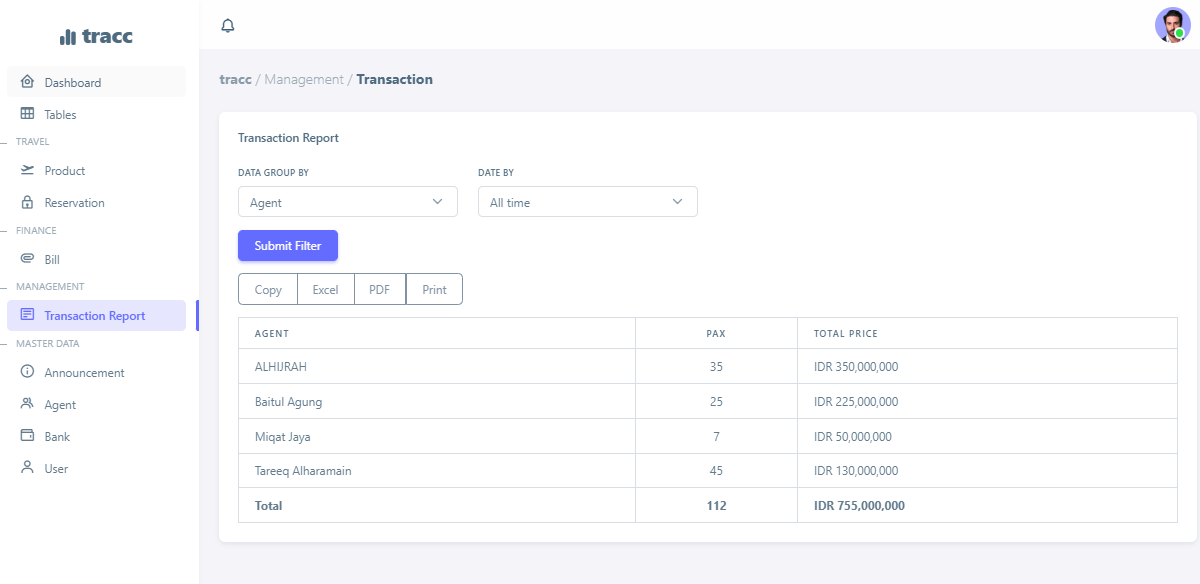 tracc
Dashboard
Tables
TRAVEL
Product
Reservation
FINANCE
Bill
MANAGEMENT
Transaction Report
MASTER DATA
Announcement
Agent
Bank
User
tracc / Management / Transaction
Transaction Report
DATA GROUP BY DATE BY
Agent All time
Submit Filter
Copy Excel PDF Print
AGENT PAX TOTAL PRICE
ALHIJRAH 35 IDR 350,000,000
Baitul Agung 25 IDR 225,000,000
Miqat Jaya 7 IDR 50,000,000
Tareeq Alharamain 45 IDR 130,000,000
Total 112 IDR 755,000,000